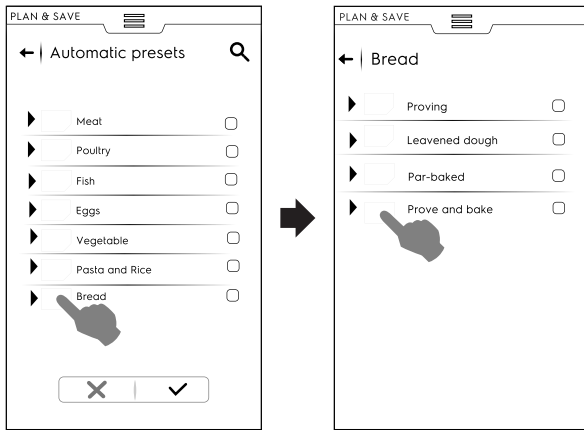 PLAN & SAVE
Automatic presets
Meat
Poultry
Fish
Eggs
Vegetable
Pasta and Rice
Bread
PLAN & SAVE
Bread
Proving
Leavened dough
Par-baked
Prove and bake